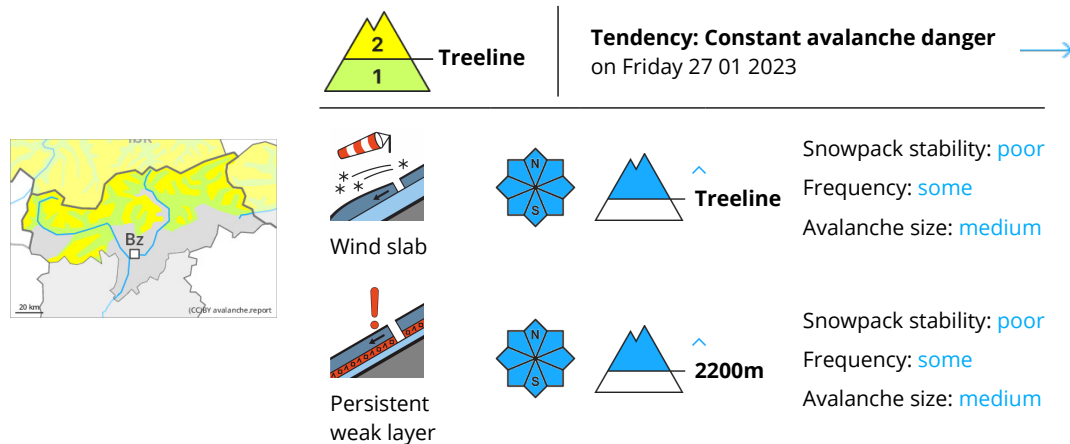 2
1
Treeline
Tendency: Constant avalanche danger
on Friday 27 01 2023
Bz
20 km
(CC)BY avalanche.report
N
S
Treeline
Snowpack stability: poor
Frequency: some
Avalanche size: medium
Wind slab
N
S
2200m
Snowpack stability: poor
Frequency: some
Avalanche size: medium
Persistent
weak layer